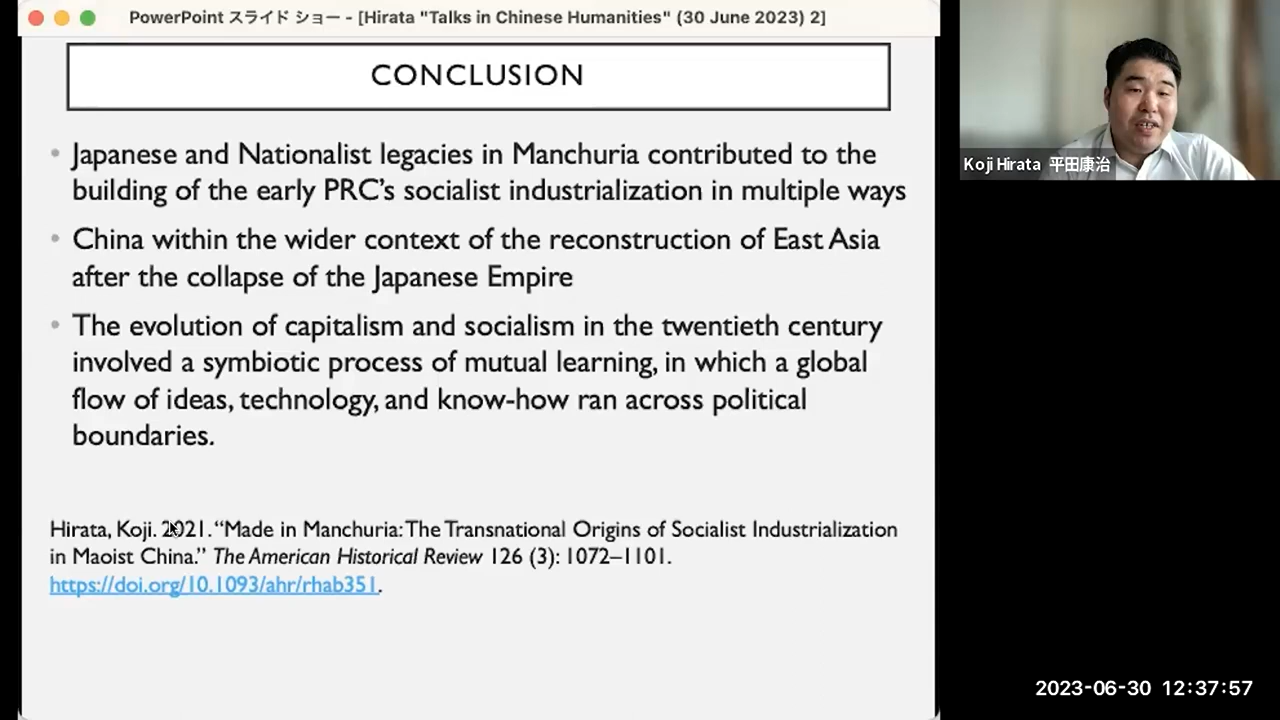 PowerPoint スライド ショー - [Hirata "Talks in Chinese Humanities" (30 June 2023) 2]
CONCLUSION
• Japanese and Nationalist legacies in Manchuria contributed to the
building of the early PRC’s socialist industrialization in multiple ways
• China within the wider context of the reconstruction of East Asia
after the collapse of the Japanese Empire
• The evolution of capitalism and socialism in the twentieth century
involved a symbiotic process of mutual learning, in which a global
flow of ideas, technology, and know-how ran across political
boundaries.
Hirata, Koji. 2021. “Made in Manchuria: The Transnational Origins of Socialist Industrialization
in Maoist China.” The American Historical Review 126 (3): 1072–1101.
https://doi.org/10.1093/ahr/rhab351.
Koji Hirata 平田康治
2023-06-30 12:37:57